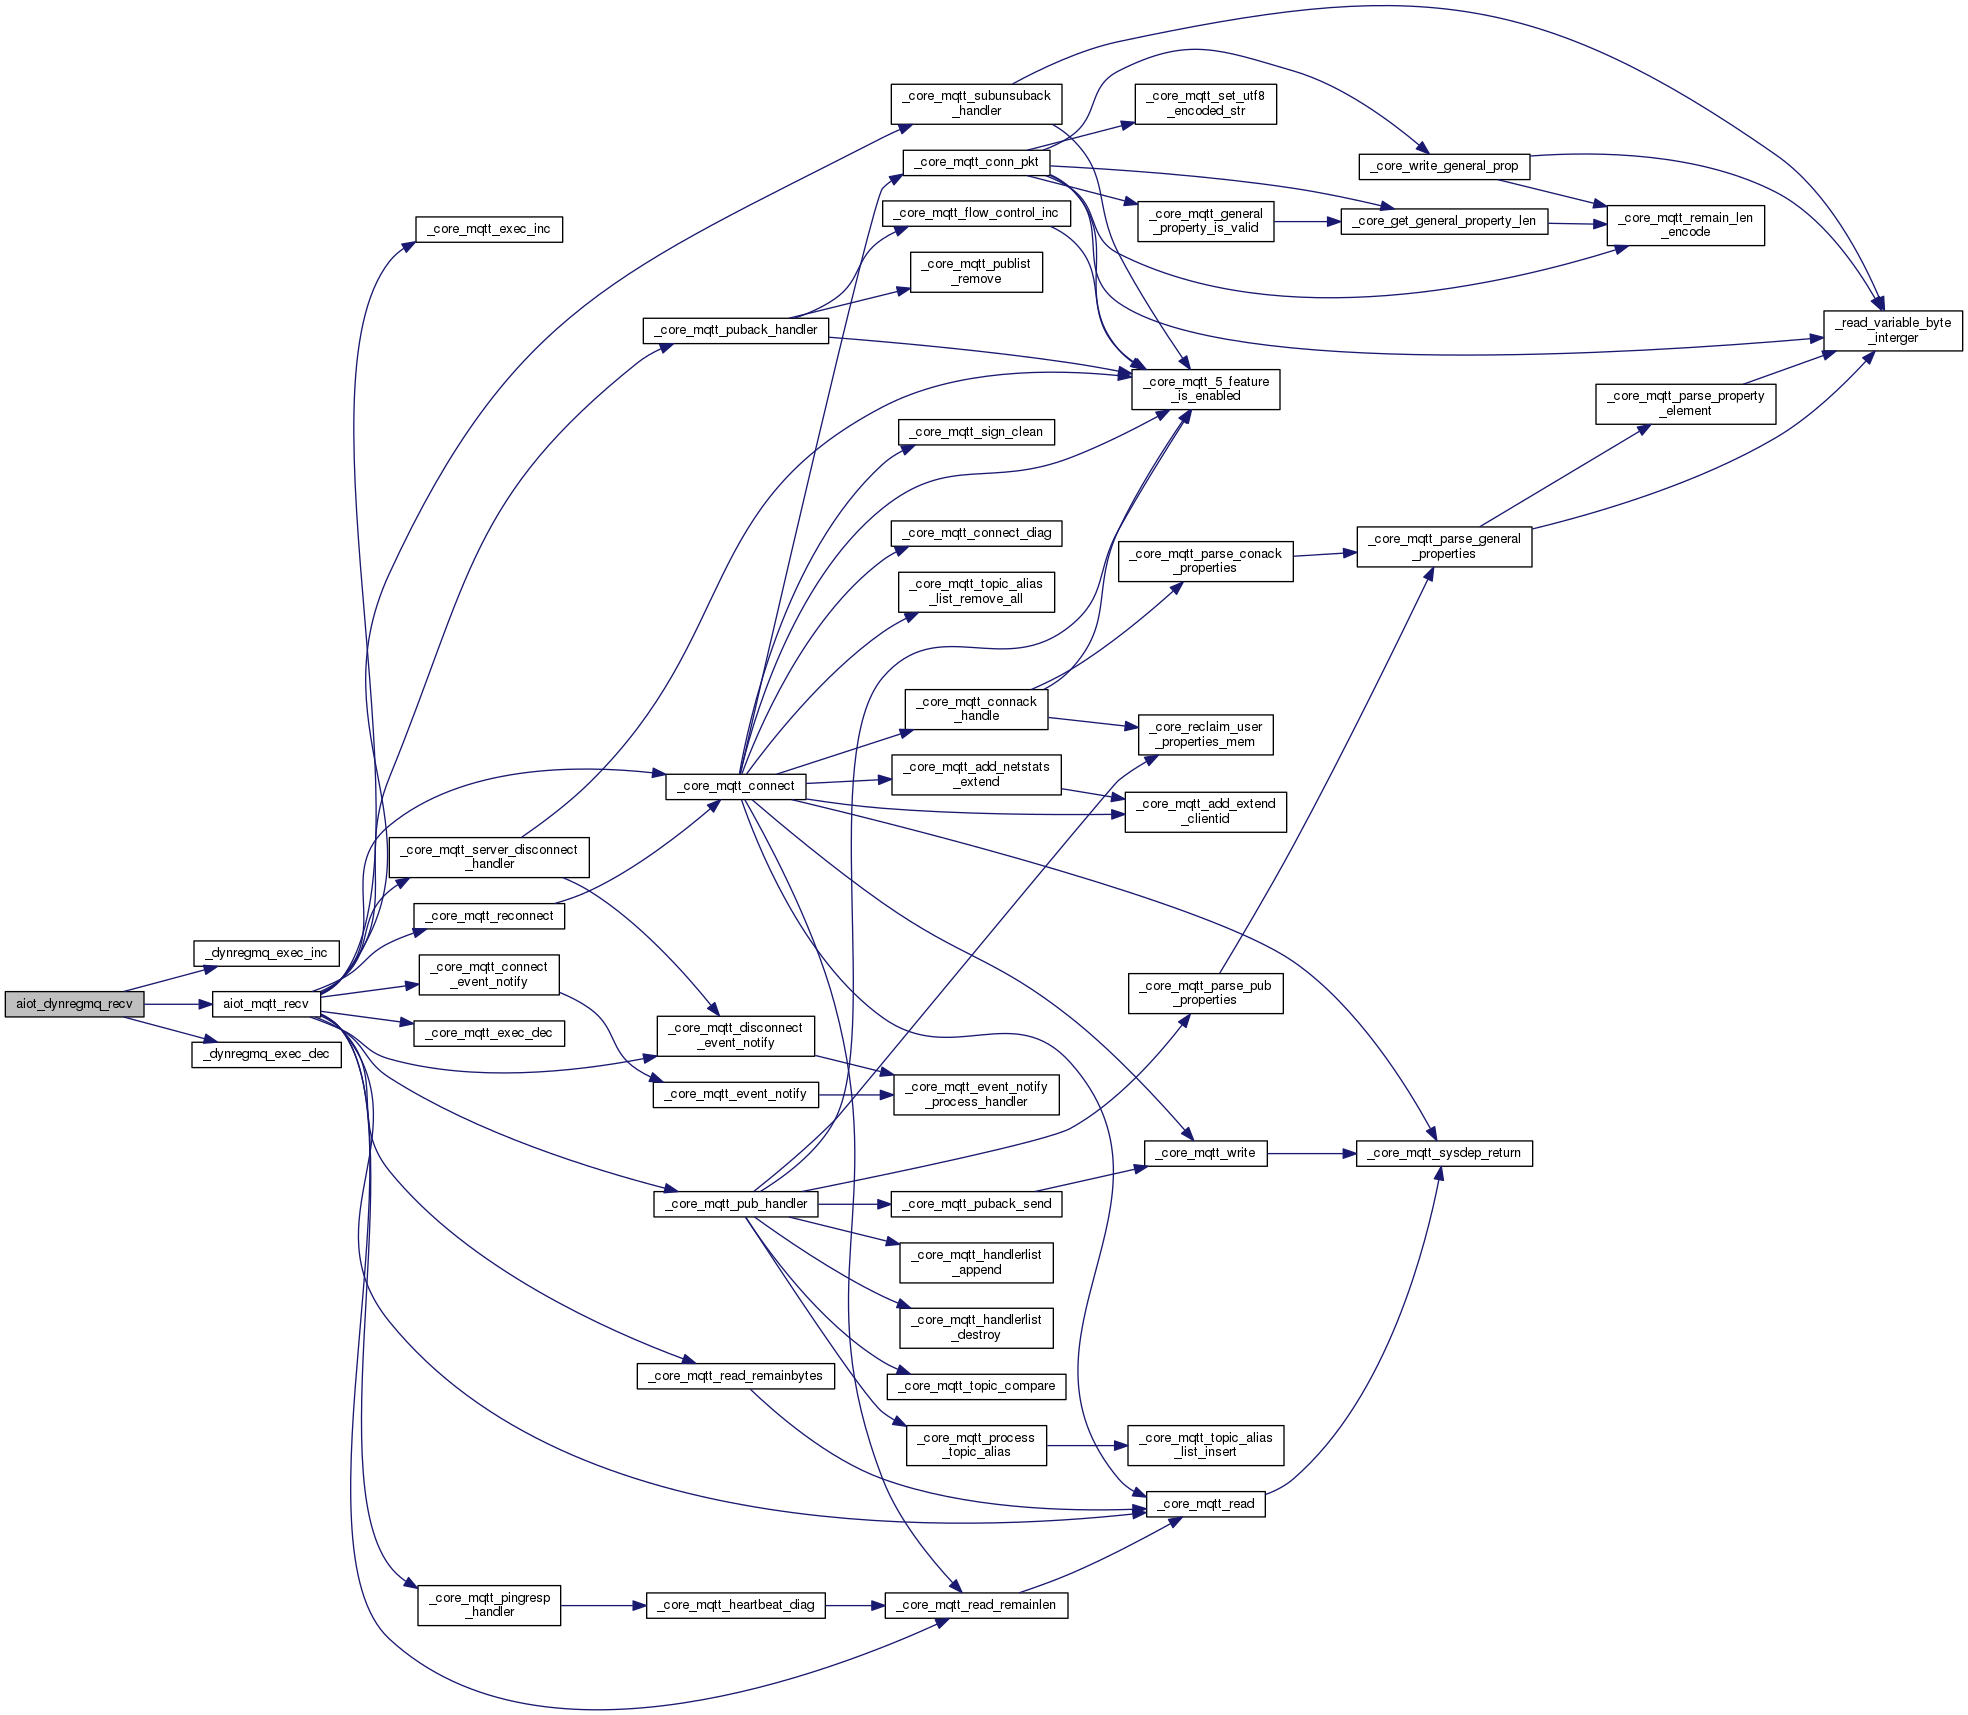 aiot_dynregmq_recv
_dynregmq_exec_inc
aiot_mqtt_recv
_dynregmq_exec_dec
_core_mqtt_exec_inc
_core_mqtt_server_disconnect
_handler
_core_mqtt_reconnect
_core_mqtt_connect
_event_notify
_core_mqtt_exec_dec
_core_mqtt_pingresp
_handler
_core_mqtt_puback_handler
_core_mqtt_connect
_core_mqtt_disconnect
_event_notify
_core_mqtt_event_notify
_core_mqtt_pub_handler
_core_mqtt_read_remainbytes
_core_mqtt_heartbeat_diag
_core_mqtt_subunsuback
_handler
_core_mqtt_conn_pkt
_core_mqtt_flow_control_inc
_core_mqtt_publist
_remove
_core_mqtt_sign_clean
_core_mqtt_connect_diag
_core_mqtt_topic_alias
_list_remove_all
_core_mqtt_connack
_handle
_core_mqtt_add_netstats
_extend
_core_mqtt_event_notify
_process_handler
_core_mqtt_puback_send
_core_mqtt_handlerlist
_append
_core_mqtt_handlerlist
_destroy
_core_mqtt_topic_compare
_core_mqtt_process
_topic_alias
_core_mqtt_read_remainlen
_core_mqtt_set_utf8
_encoded_str
_core_mqtt_general
_property_is_valid
_core_mqtt_5_feature
_is_enabled
_core_mqtt_parse_conack
_properties
_core_reclaim_user
_properties_mem
_core_mqtt_add_extend
_clientid
_core_mqtt_parse_pub
_properties
_core_mqtt_write
_core_mqtt_topic_alias
_list_insert
_core_mqtt_read
_core_write_general_prop
_core_get_general_property_len
_core_mqtt_parse_general
_properties
_core_mqtt_sysdep_return
_core_mqtt_remain_len
_encode
_core_mqtt_parse_property
_element
_read_variable_byte
_interger